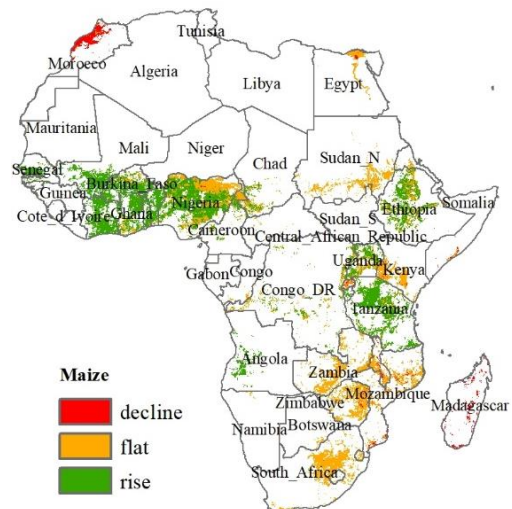 Tunisia
Morocco
Algeria
Libya
Egypt
Mauritania
Mali
Niger
Chad
Sudan_N
Senegal
Burkina_Faso
Guinea
Nigeria
Ethiopia
Somalia
Cote_d_Ivoire
Ghana
Sudan_S
Cameroon
Central_African_Republic
Uganda
Kenya
Gabon
Congo
Congo_DR
Tanzania
Angola
Zambia
Maize
decline
flat
rise
Zimbabwe
Mozambique
Madagascar
Namibia
Botswana
South_Africa